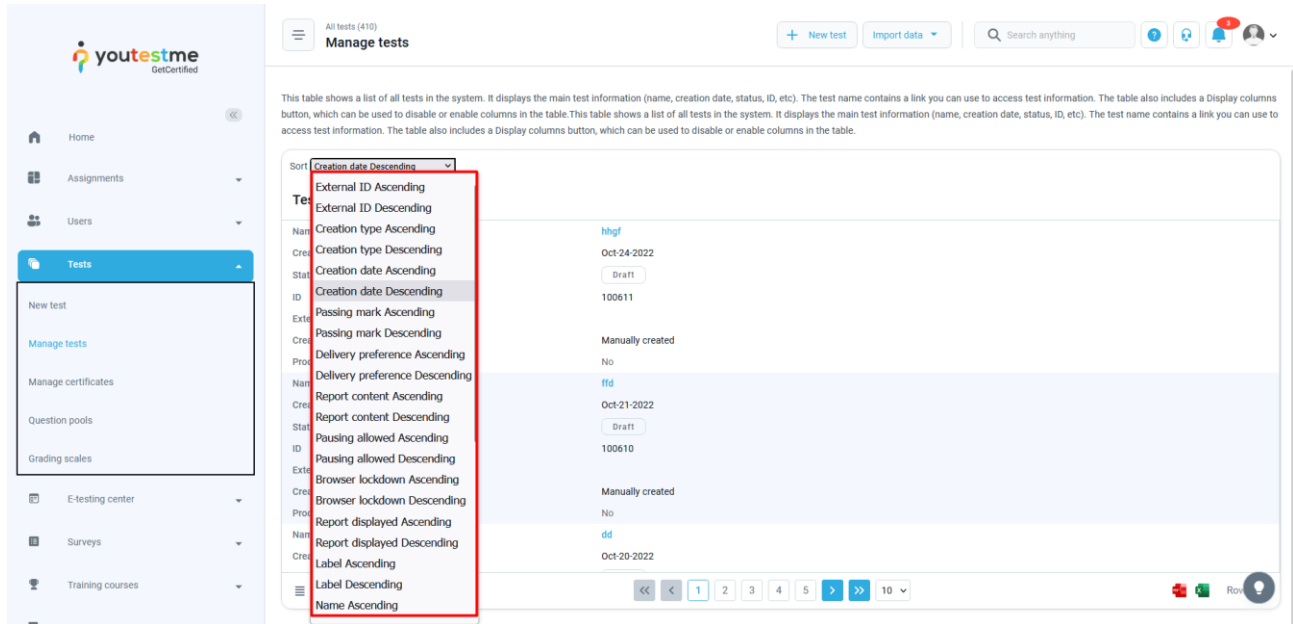 youtestme
GetCertified
Home
Assignments
Users
Tests
New test
Manage tests
Manage certificates
Question pools
Grading scales
E-testing center
Surveys
Training courses
All tests (410)
Manage tests
New test
Import data
Search anything
3
This table shows a list of all tests in the system. It displays the main test information (name, creation date, status, ID, etc). The test name contains a link you can use to access test information. The table also includes a Display columns
button, which can be used to disable or enable columns in the table.This table shows a list of all tests in the system. It displays the main test information (name, creation date, status, ID, etc). The test name contains a link you can use to
access test information. The table also includes a Display columns button, which can be used to disable or enable columns in the table.
Sort Creation date Descending
External ID Ascending
External ID Descending
Creation type Ascending
Creation type Descending
Creation date Ascending
Creation date Descending
Passing mark Ascending
Passing mark Descending
Delivery preference Ascending
Delivery preference Descending
Report content Ascending
Report content Descending
Pausing allowed Ascending
Pausing allowed Descending
Browser lockdown Ascending
Browser lockdown Descending
Report displayed Ascending
Report displayed Descending
Label Ascending
Label Descending
Name Ascending
hhgf
Oct-24-2022
Draft
ID 100611
Manually created
No
ffd
Oct-21-2022
Draft
ID 100610
Manually created
No
dd
Oct-20-2022
1 2 3 4 5 10